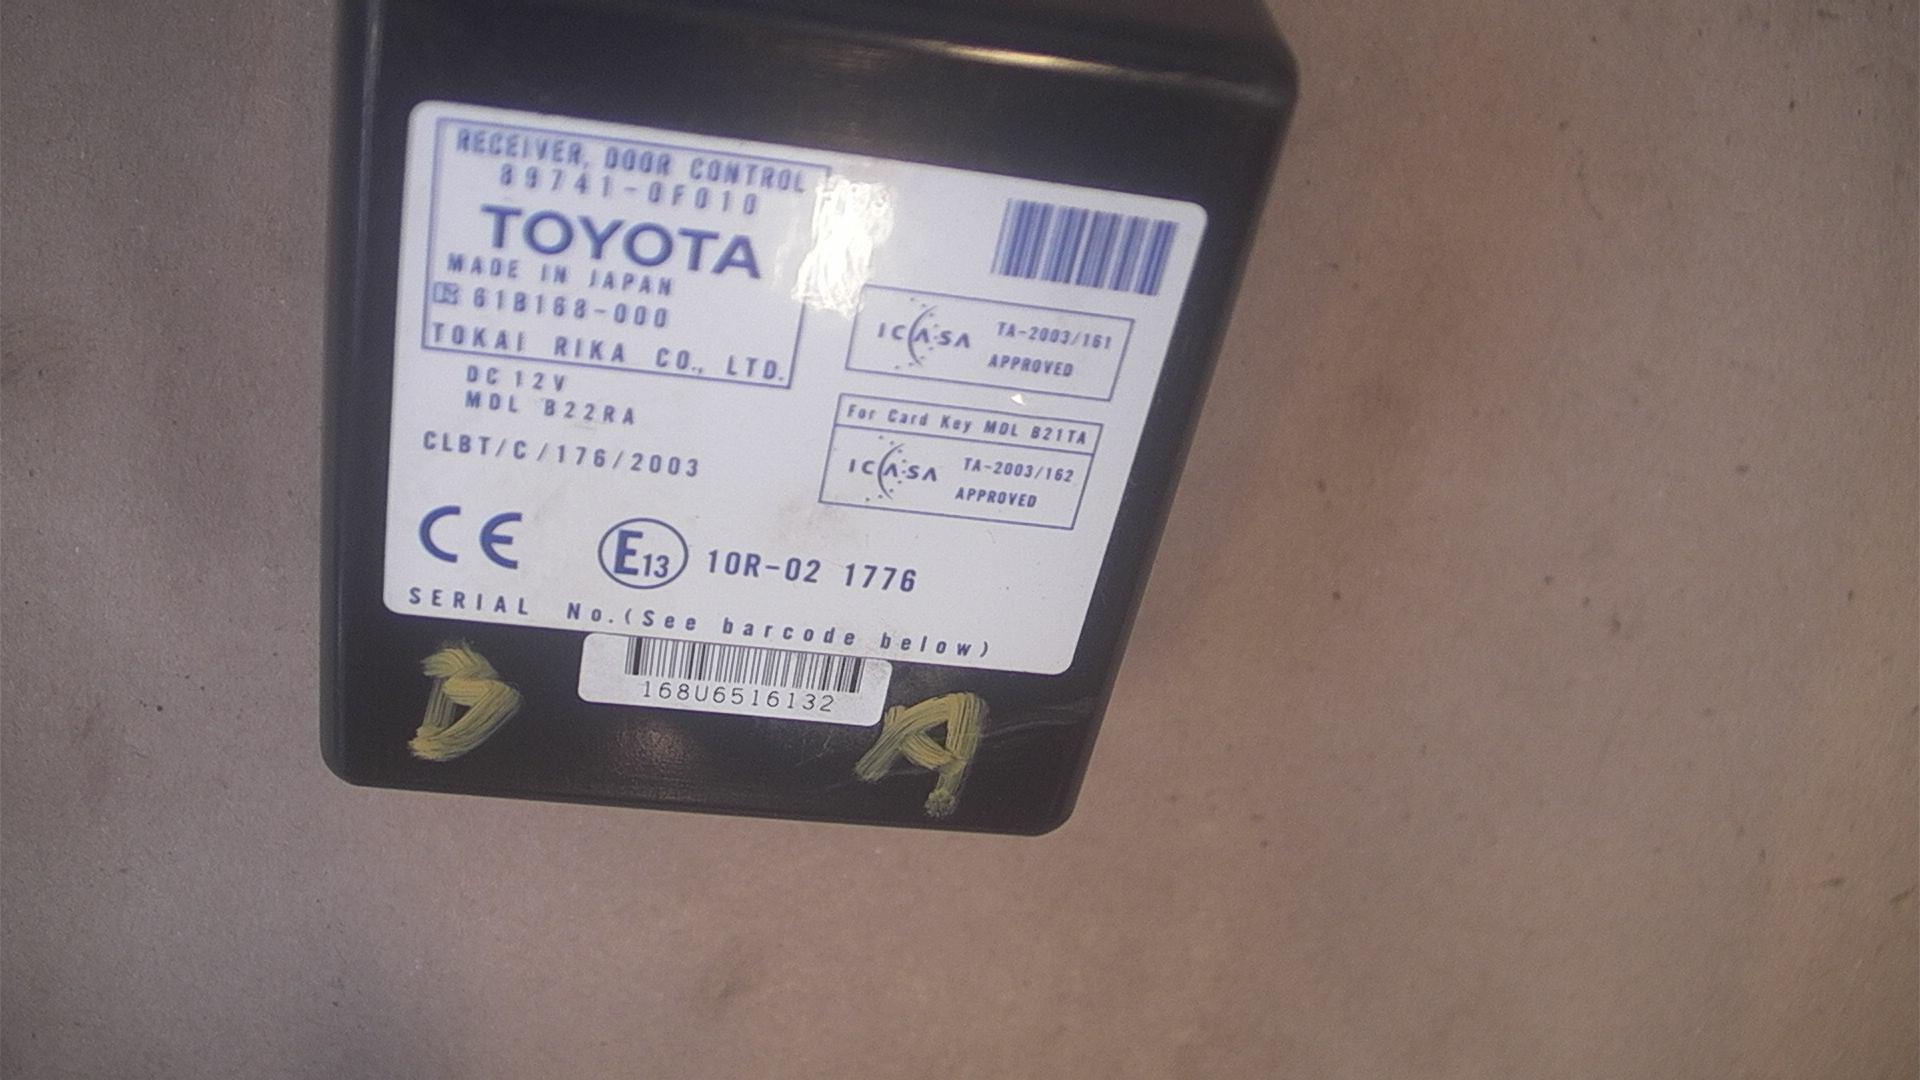 RECEIVER, DOOR CONTROL
89741-0F010
TOYOTA
MADE IN JAPAN
61B168-000
TOKAI RIKA CO., LTD.
DC 12V
MDL B22RA
CLBT/C/176/2003
ICASA TA-2003/161
APPROVED
For Card Key MDL B21TA
ICASA TA-2003/162
APPROVED
CE E13 10R-02 1776
SERIAL No.(See barcode below)
168U6516132
D A